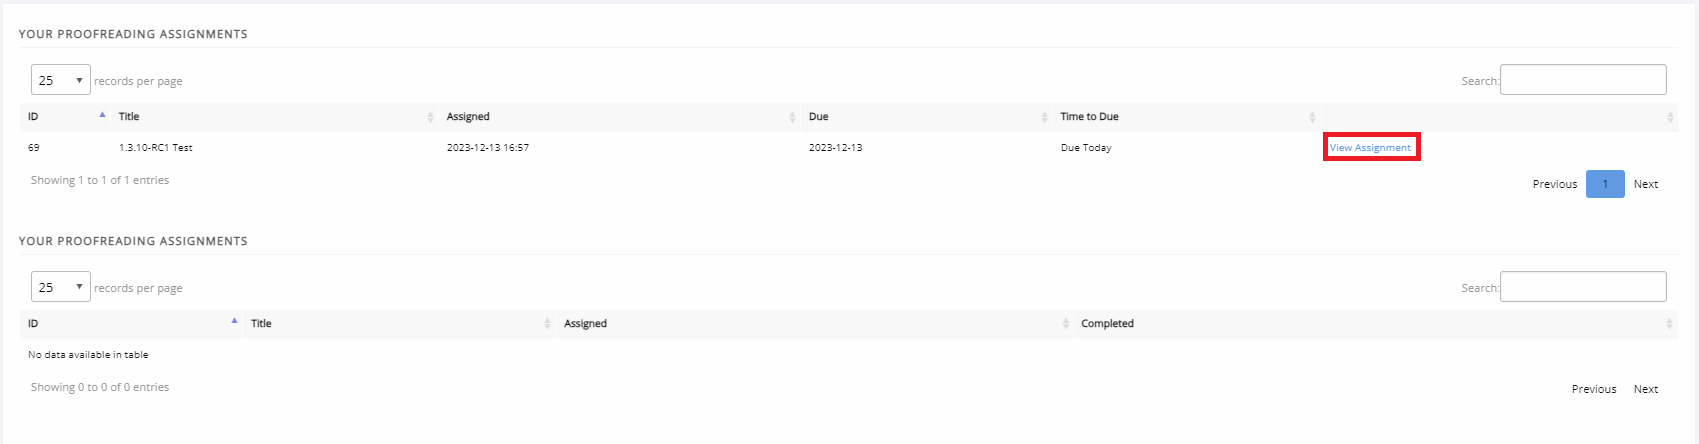 YOUR PROOFREADING ASSIGNMENTS
25 records per page Search:
ID Title Assigned Due Time to Due
69 1.3.10-RC1 Test 2023-12-13 16:57 2023-12-13 Due Today View Assignment
Showing 1 to 1 of 1 entries
Previous 1 Next
YOUR PROOFREADING ASSIGNMENTS
25 records per page Search:
ID Title Assigned Completed
No data available in table
Showing 0 to 0 of 0 entries
Previous Next